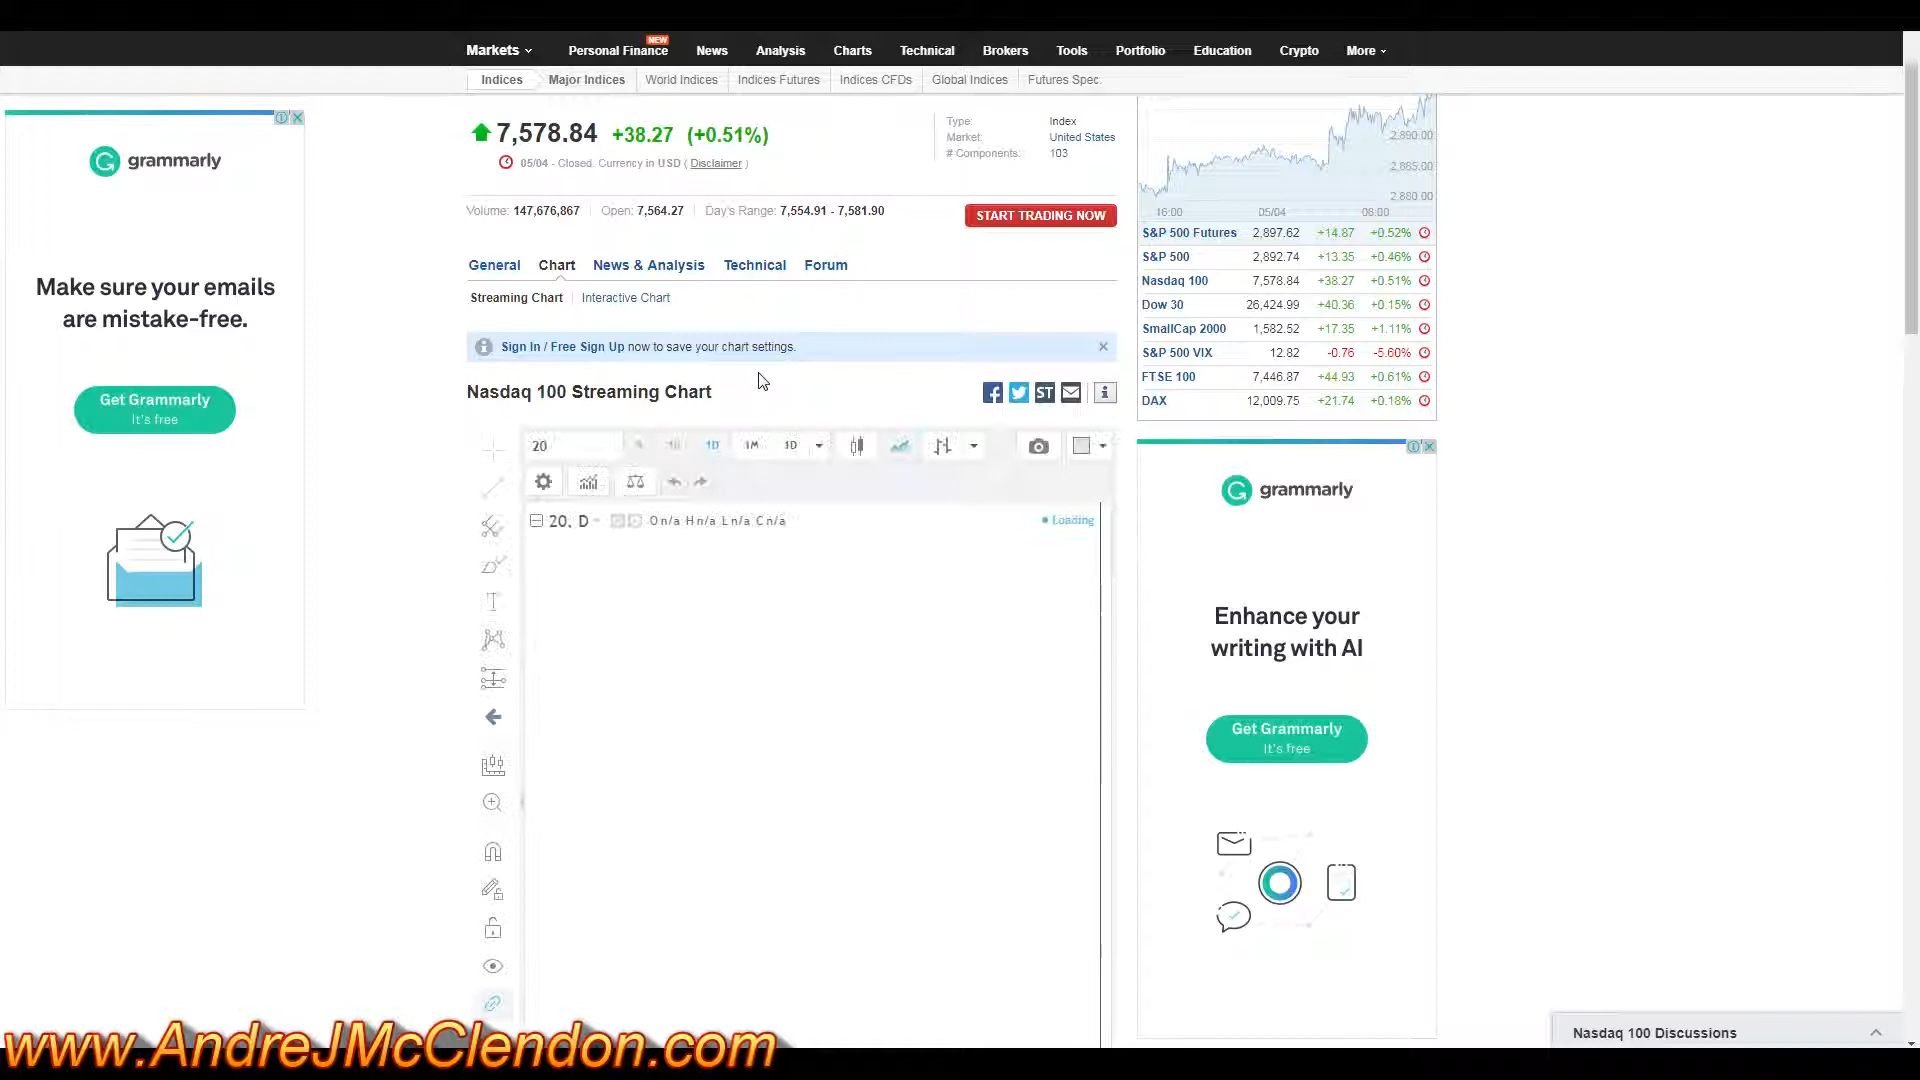 Markets Personal Finance NEW News Analysis Charts Technical Brokers Tools Portfolio Education Crypto More
Indices Major Indices World Indices Indices Futures Indices CFDs Global Indices Futures Spec.
7,578.84 +38.27 (+0.51%)
05/04 - Closed. Currency in USD ( Disclaimer )
Type: Index
Market: United States
# Components: 103
Volume: 147,676,867 Open: 7,564.27 Day's Range: 7,554.91 - 7,581.90
START TRADING NOW
General Chart News & Analysis Technical Forum
Streaming Chart Interactive Chart
Sign In / Free Sign Up now to save your chart settings.
Nasdaq 100 Streaming Chart
ST
20 1D 1M 1D
20, D On/a Hn/a Ln/a Cn/a
Loading
grammarly
Make sure your emails
are mistake-free.
Get Grammarly
It's free
2,890.00
2,885.00
2,880.00
16:00 05/04 08:00
S&P 500 Futures 2,897.62 +14.87 +0.52%
S&P 500 2,892.74 +13.35 +0.46%
Nasdaq 100 7,578.84 +38.27 +0.51%
Dow 30 26,424.99 +40.36 +0.15%
SmallCap 2000 1,582.52 +17.35 +1.11%
S&P 500 VIX 12.82 -0.76 -5.60%
FTSE 100 7,446.87 +44.93 +0.61%
DAX 12,009.75 +21.74 +0.18%
grammarly
Enhance your
writing with AI
Get Grammarly
It's free
Nasdaq 100 Discussions
www.AndreJMcClendon.com